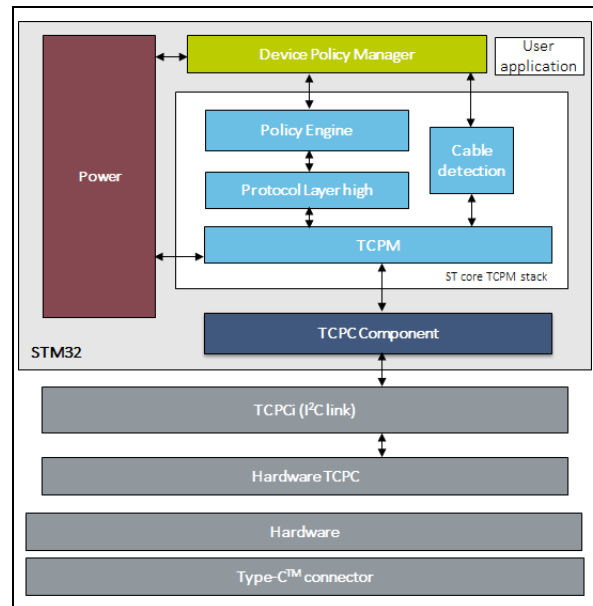 Device Policy Manager
User
application
Policy Engine
Cable
detection
Power
Protocol Layer high
TCPM
ST core TCPM stack
TCPC Component
STM32
TCPCi (I²C link)
Hardware TCPC
Hardware
Type-C™ connector